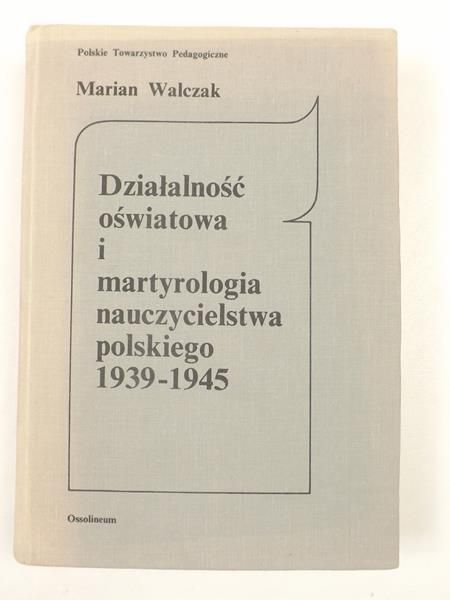 Polskie Towarzystwo Pedagogiczne
Marian Walczak
Działalność
oświatowa
i
martyrologia
nauczycielstwa
polskiego
1939-1945
Ossolineum